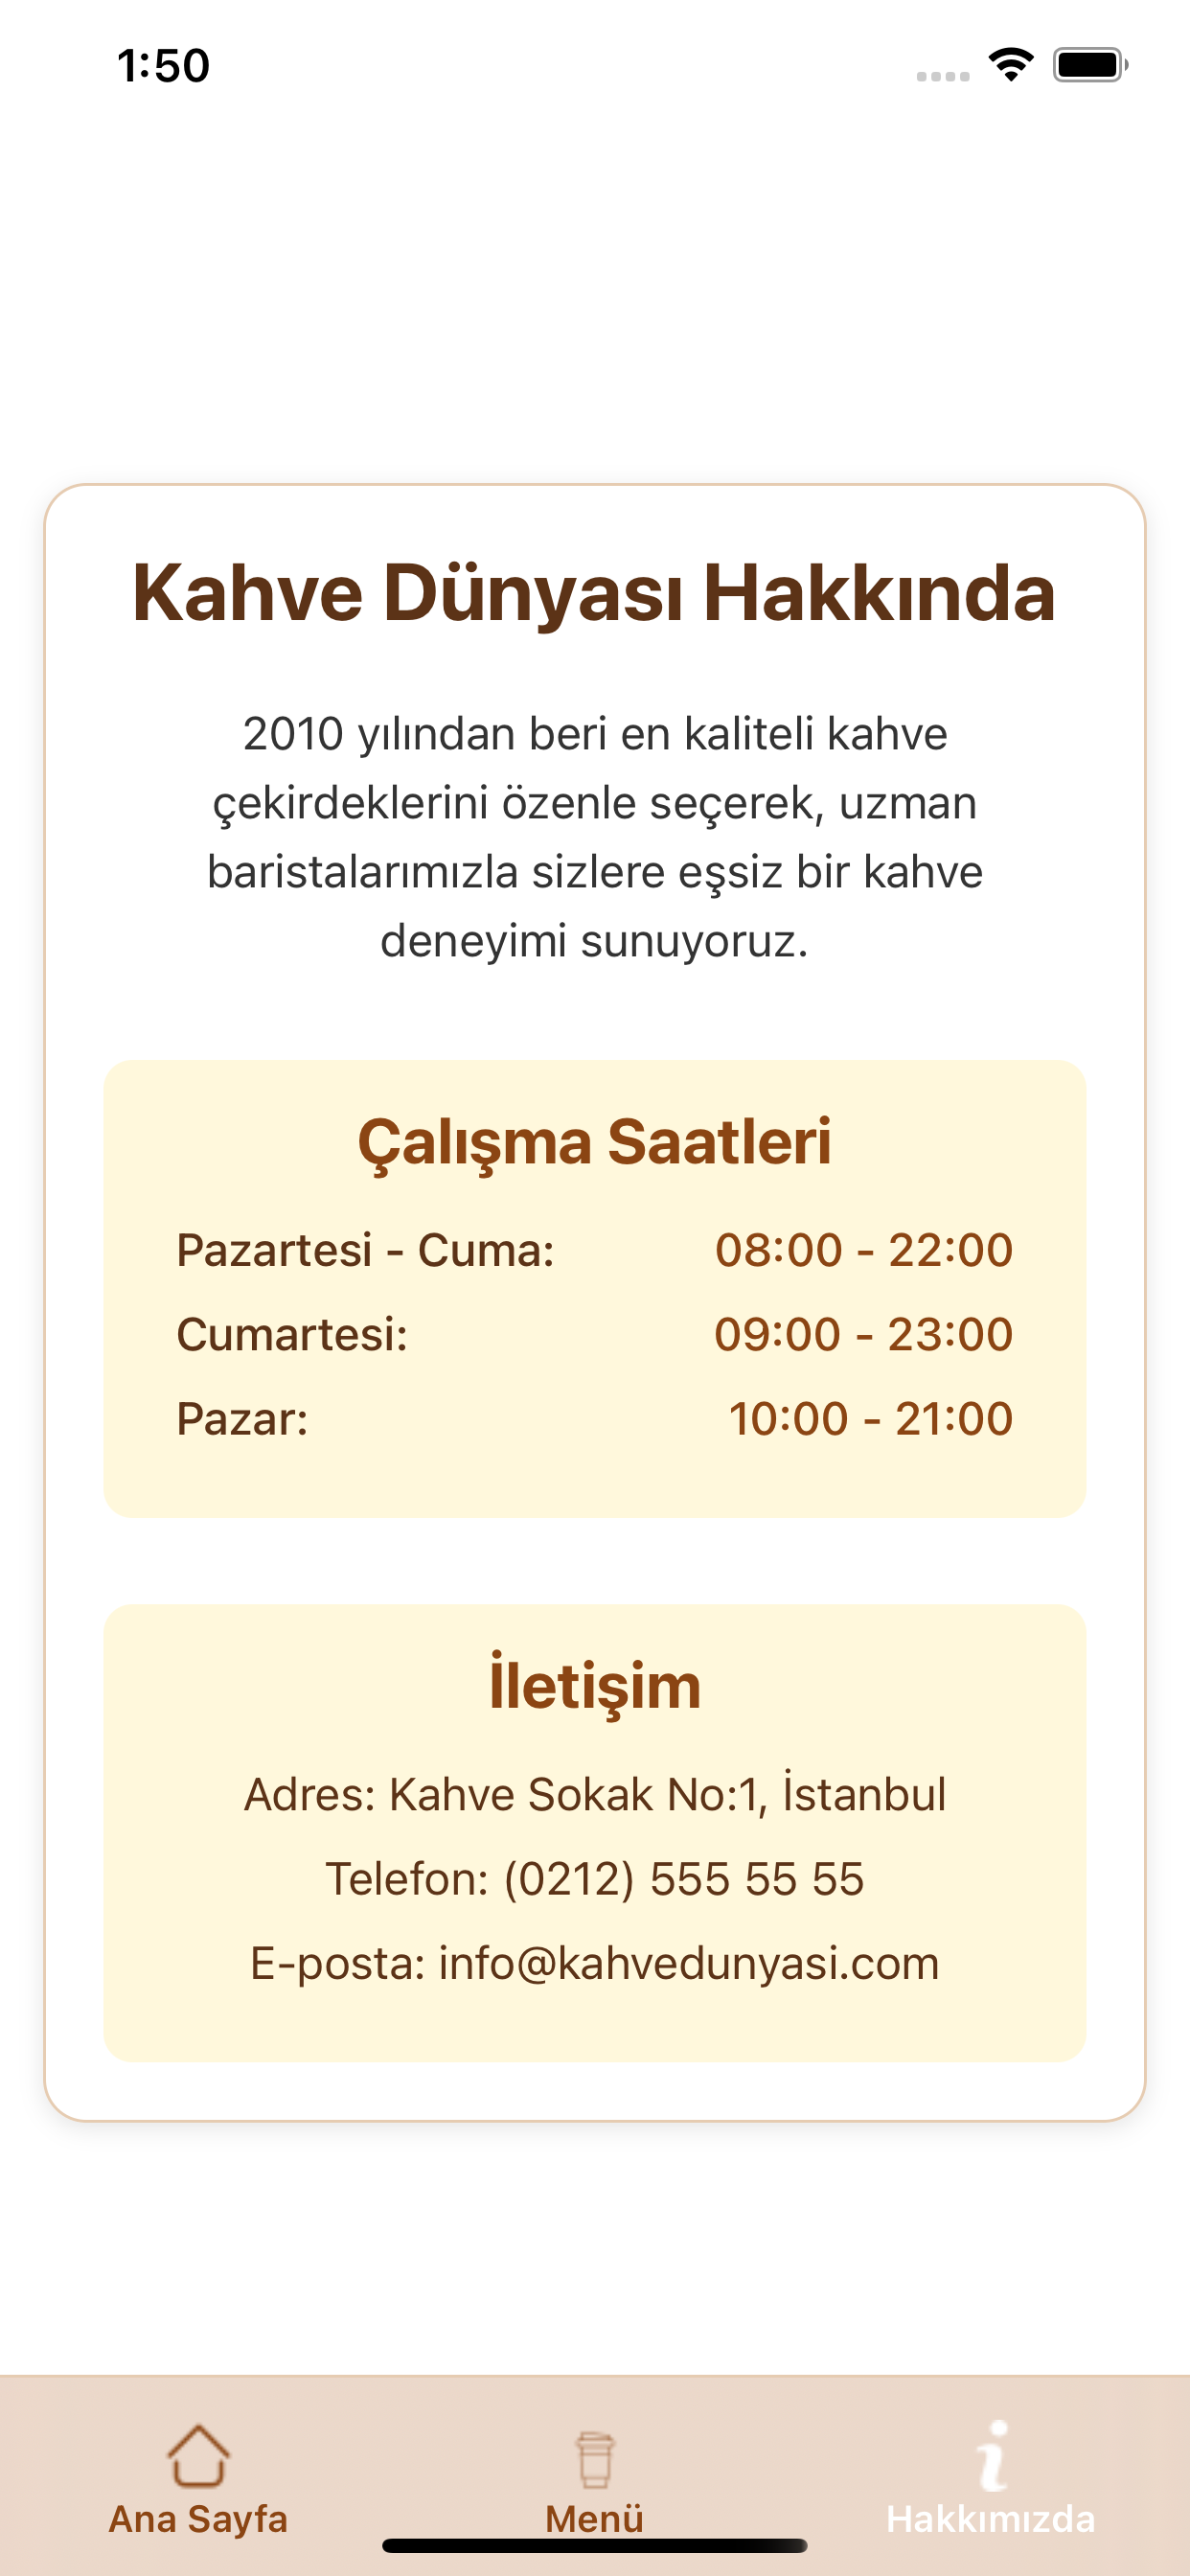 1:50
Kahve Dünyası Hakkında
2010 yılından beri en kaliteli kahve
çekirdeklerini özenle seçerek, uzman
baristalarımızla sizlere eşsiz bir kahve
deneyimi sunuyoruz.
Çalışma Saatleri
Pazartesi - Cuma: 08:00 - 22:00
Cumartesi: 09:00 - 23:00
Pazar: 10:00 - 21:00
İletişim
Adres: Kahve Sokak No:1, İstanbul
Telefon: (0212) 555 55 55
E-posta: info@kahvedunyasi.com
Ana Sayfa Menü Hakkımızda